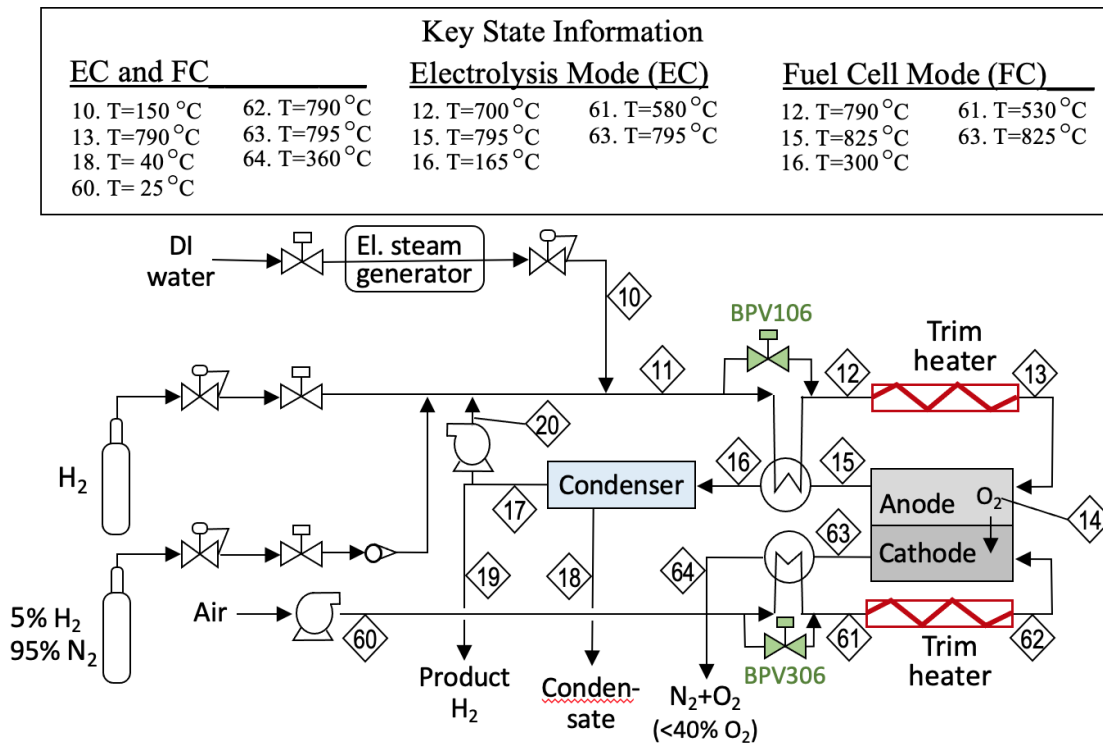 Key State Information
EC and FC
10. T=150 °C
13. T=790 °C
18. T= 40 °C
60. T= 25 °C
62. T=790 °C
63. T=795 °C
64. T=360 °C
Electrolysis Mode (EC)
12. T=700 °C
15. T=795 °C
16. T=165 °C
61. T=580 °C
63. T=795 °C
Fuel Cell Mode (FC)
12. T=790 °C
15. T=825 °C
16. T=300 °C
61. T=530 °C
63. T=825 °C
DI
water
El. steam
generator
10
BPV106
Trim
heater
11
12
13
20
H₂
Condenser
16
15
Anode
O₂
14
17
Cathode
63
64
19
18
5% H₂
95% N₂
Air
60
61
62
Product
H₂
Conden-
sate
N₂+O₂
(<40% O₂)
BPV306
Trim
heater